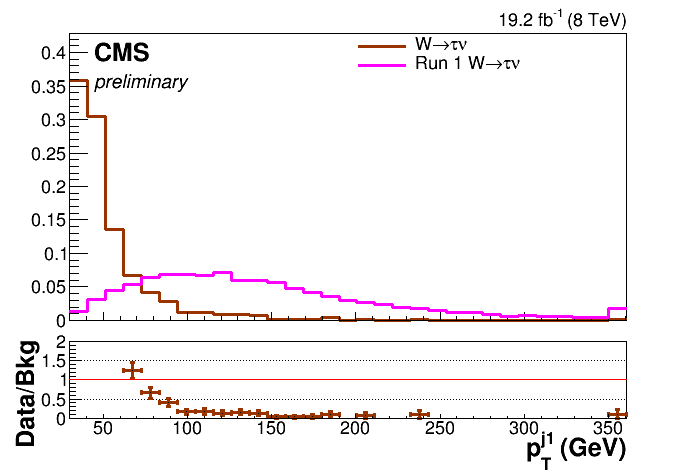 19.2 fb⁻¹ (8 TeV)
CMS
preliminary
W→τν
Run 1 W→τν
0.4
0.35
0.3
0.25
0.2
0.15
0.1
0.05
0
Data/Bkg
2
1.5
1
0.5
0
50 100 150 200 250 300 350
p_T^j1 (GeV)